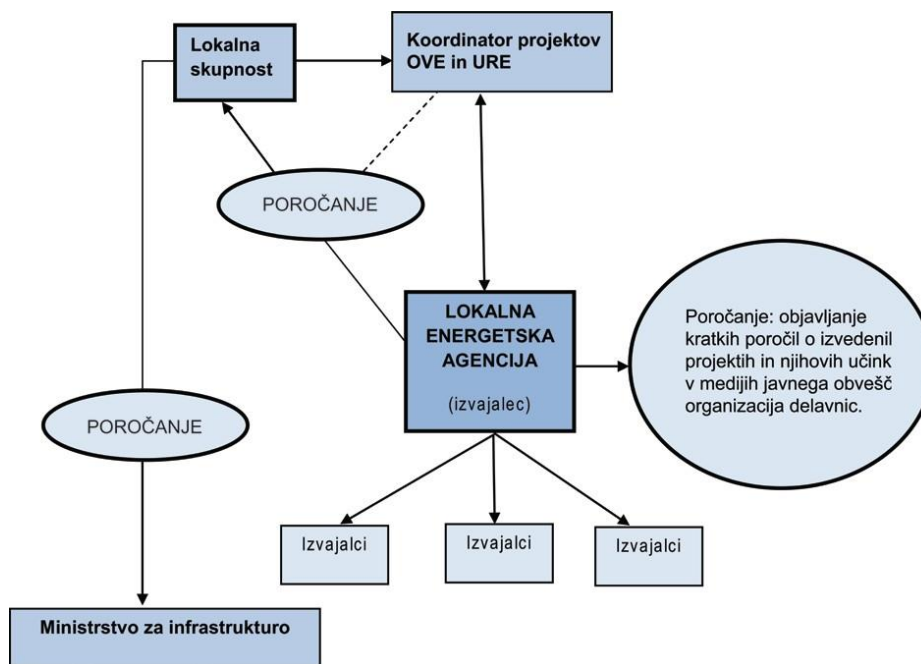 Lokalna
skupnost
Koordinator projektov
OVE in URE
POROČANJE
LOKALNA
ENERGETSKA
AGENCIJA
(izvajalec)
Poročanje: objavljanje
kratkih poročil o izvedenil
projektih in njihovih učink
v medijih javnega obvešč
organizacija delavnic.
POROČANJE
Izvajalci
Izvajalci
Izvajalci
Ministrstvo za infrastrukturo